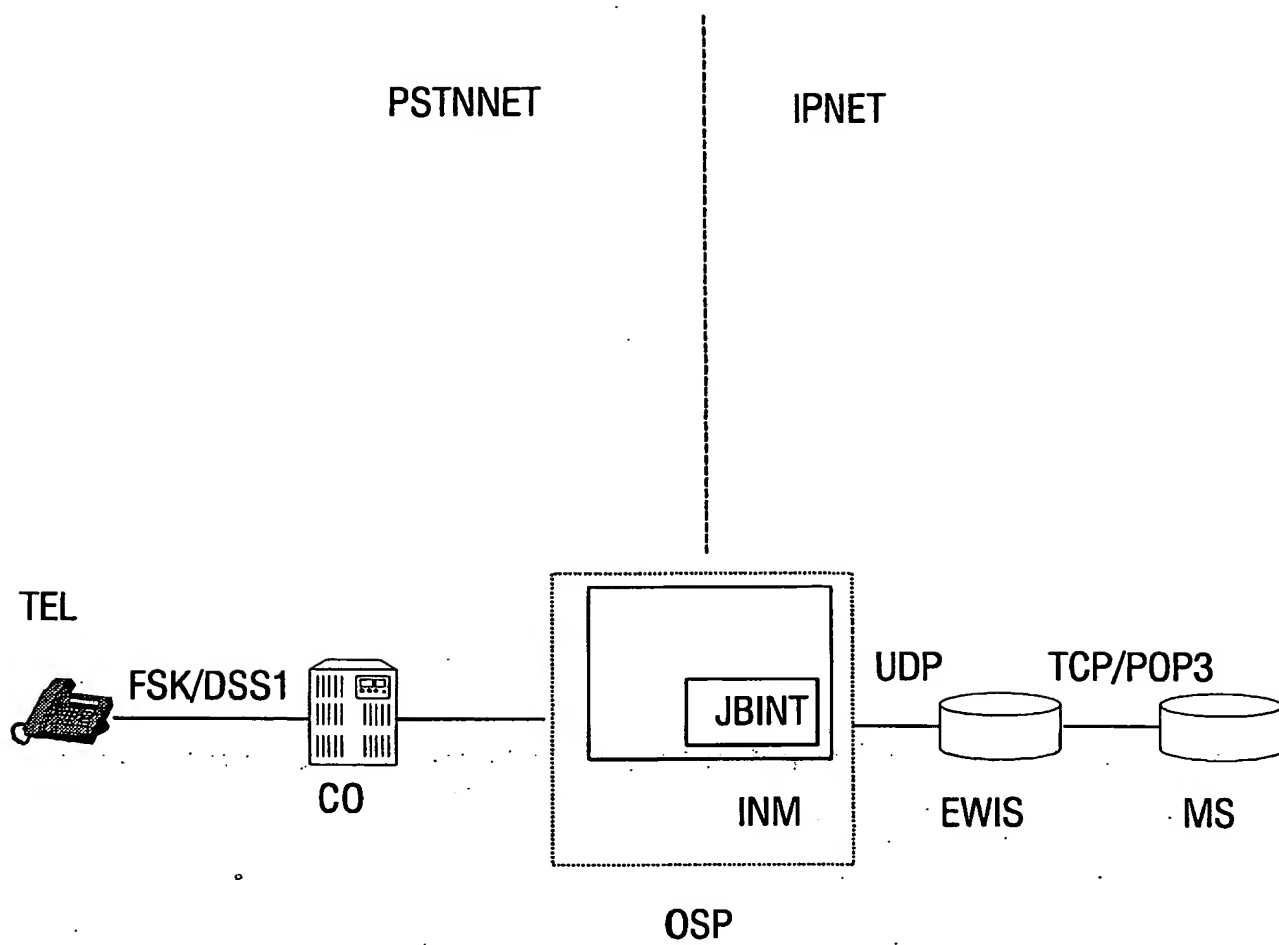 PSTNNET
IPNET
TEL
FSK/DSS1
UDP
TCP/POP3
JBINT
CO
INM
EWIS
MS
OSP